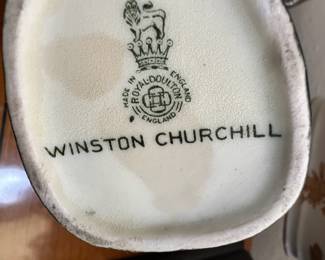 MADE IN ENGLAND
ROYAL·DOULTON
ENGLAND
WINSTON CHURCHILL